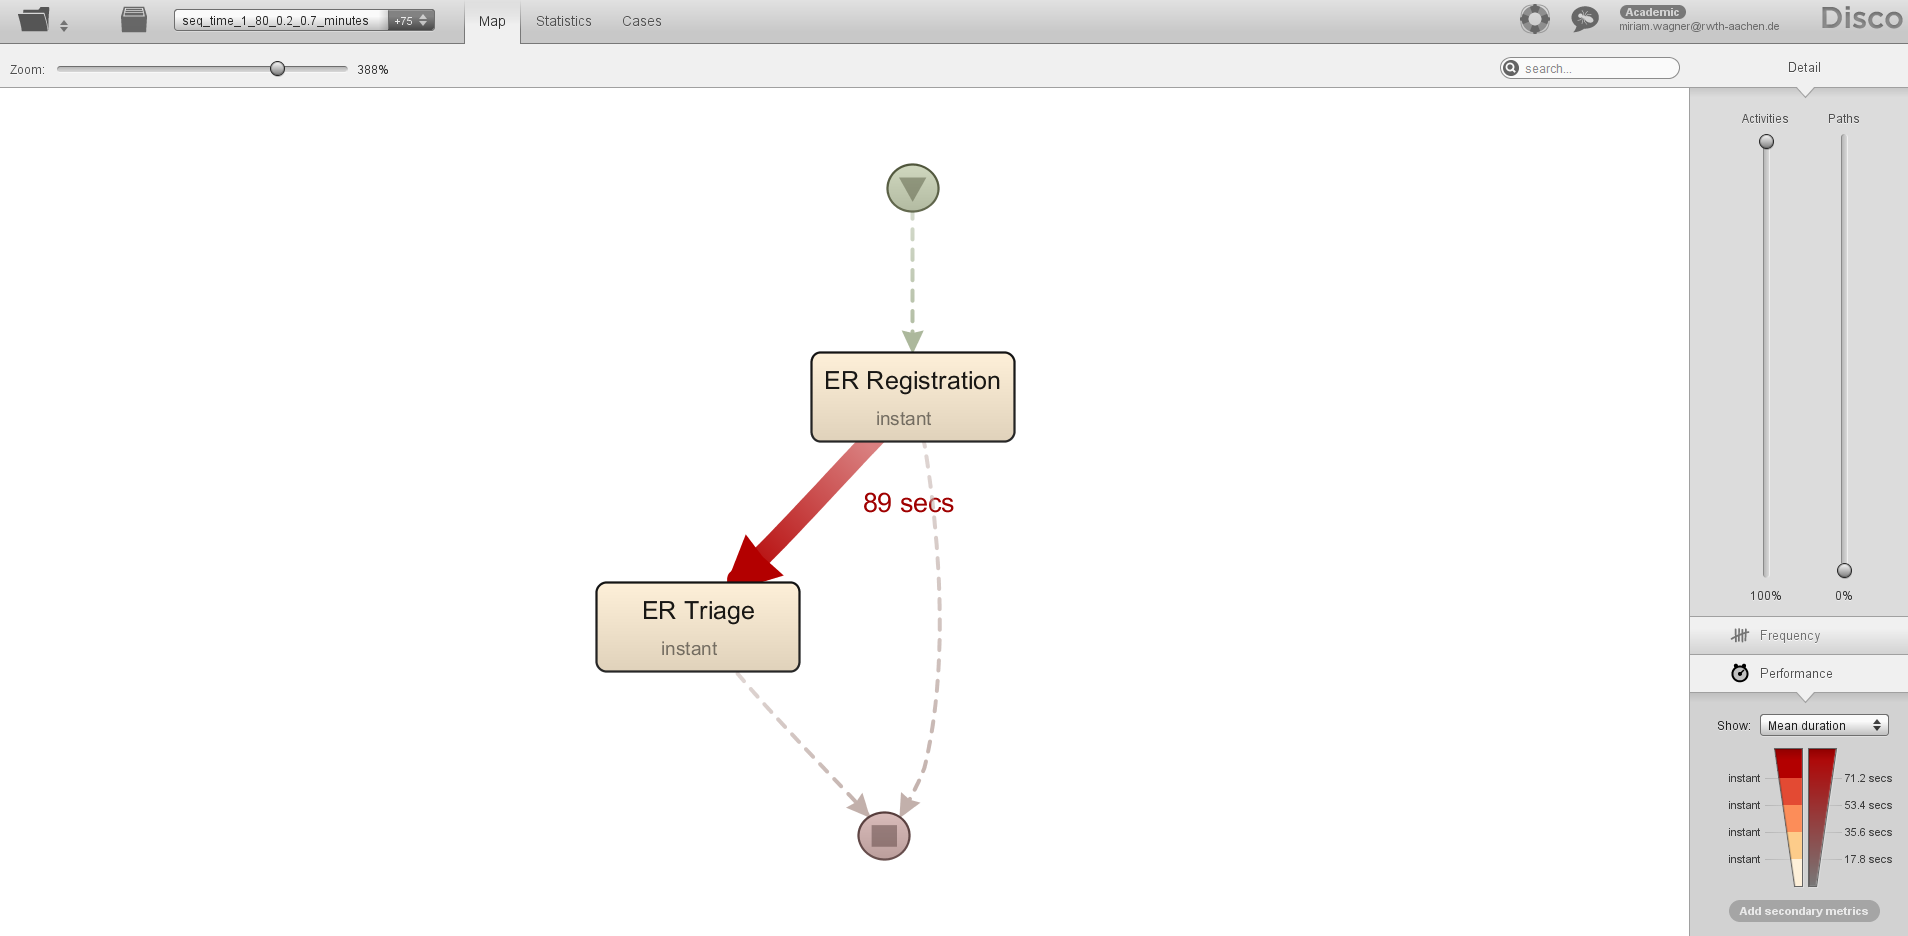 seq_time_1_80_0.2_0.7_minutes +75
Map Statistics Cases
Academic
miriam.wagner@rwth-aachen.de
Disco
Zoom: 388%
search...
Detail
Activities Paths
ER Registration
instant
89 secs
ER Triage
instant
100% 0%
Frequency
Performance
Show: Mean duration
instant 71.2 secs
instant 53.4 secs
instant 35.6 secs
instant 17.8 secs
Add secondary metrics